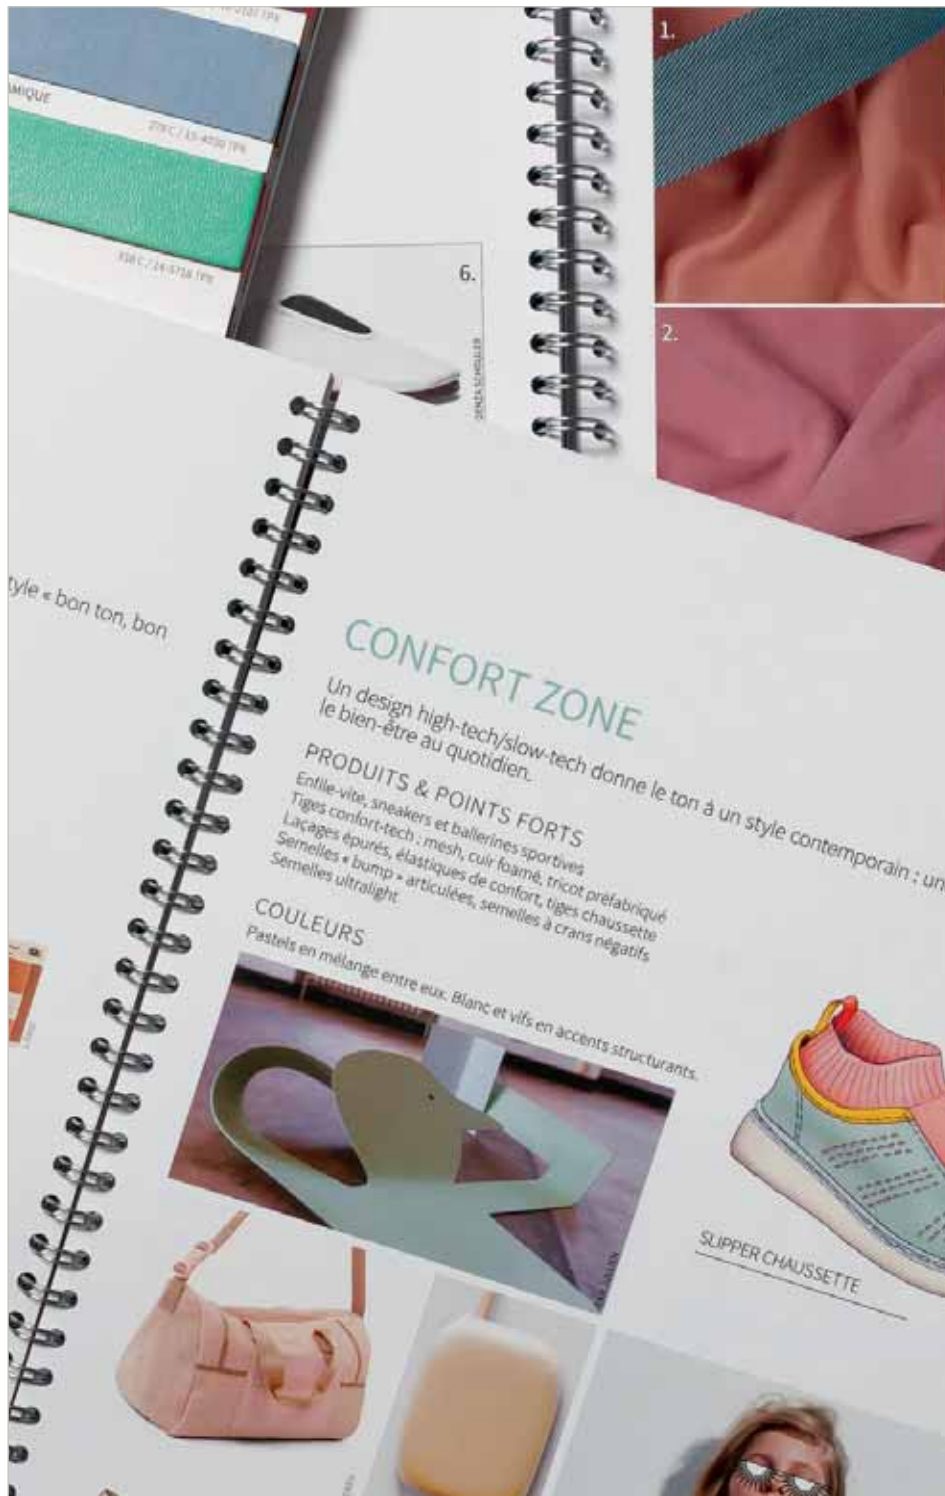 1.
MIQUE
6.
2.
tyle « bon ton, bon
CONFORT ZONE
Un design high-tech/slow-tech donne le ton à un style contemporain : un
le bien-être au quotidien.
PRODUITS & POINTS FORTS
Enfile-vite, sneakers et ballerines sportives
Tiges confort-tech : mesh, cuir foamé, tricot préfabriqué
Laçages épurés, élastiques de confort, tiges chaussette
Semelles « bump » articulées, semelles à crans négatifs
Semelles ultralight
COULEURS
Pastels en mélange entre eux. Blanc et vifs en accents structurants.
SLIPPER CHAUSSETTE